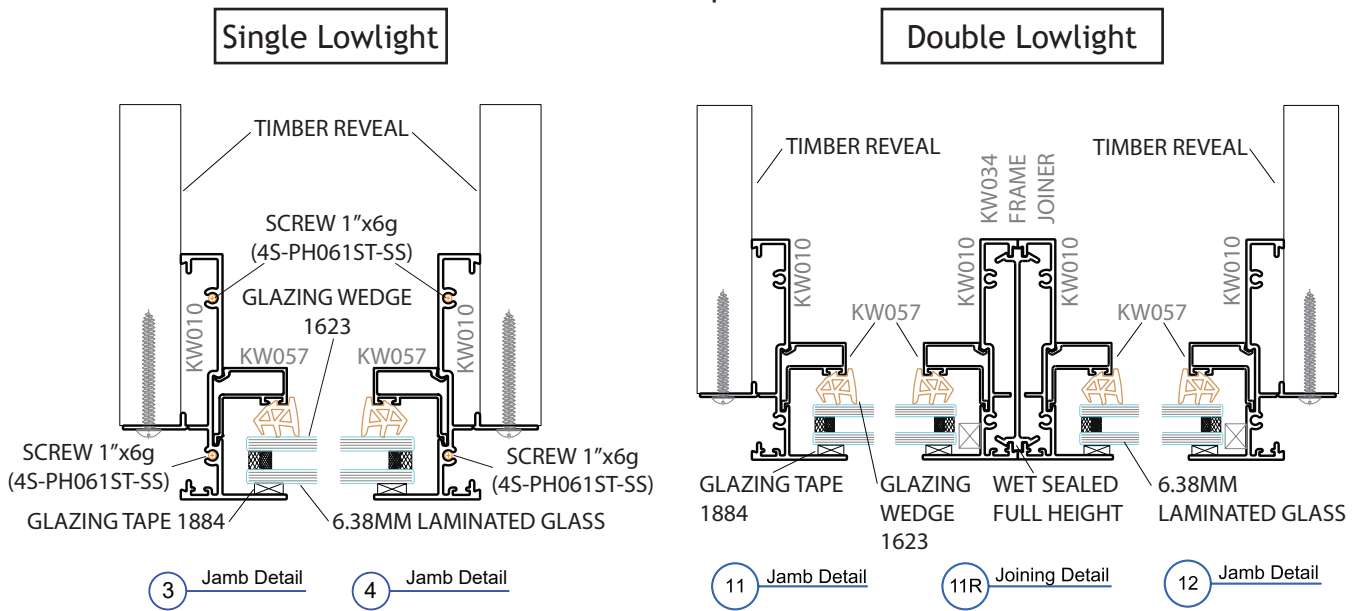 Single Lowlight
TIMBER REVEAL
SCREW 1”x6g
(4S-PH061ST-SS)
GLAZING WEDGE
1623
KW010
KW010
KW057
KW057
SCREW 1”x6g
(4S-PH061ST-SS)
SCREW 1”x6g
(4S-PH061ST-SS)
GLAZING TAPE 1884
6.38MM LAMINATED GLASS
3
Jamb Detail
4
Jamb Detail
Double Lowlight
TIMBER REVEAL
TIMBER REVEAL
KW034
FRAME
JOINER
KW010
KW010
KW010
KW010
KW057
KW057
GLAZING TAPE
1884
GLAZING
WEDGE
1623
WET SEALED
FULL HEIGHT
6.38MM
LAMINATED GLASS
11
Jamb Detail
11R
Joining Detail
12
Jamb Detail